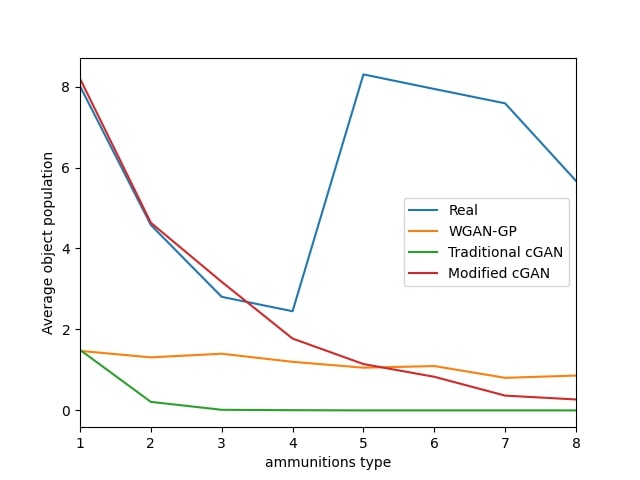 8
6
4
2
0
Average object population
Real
WGAN-GP
Traditional cGAN
Modified cGAN
1 2 3 4 5 6 7 8
ammunitions type